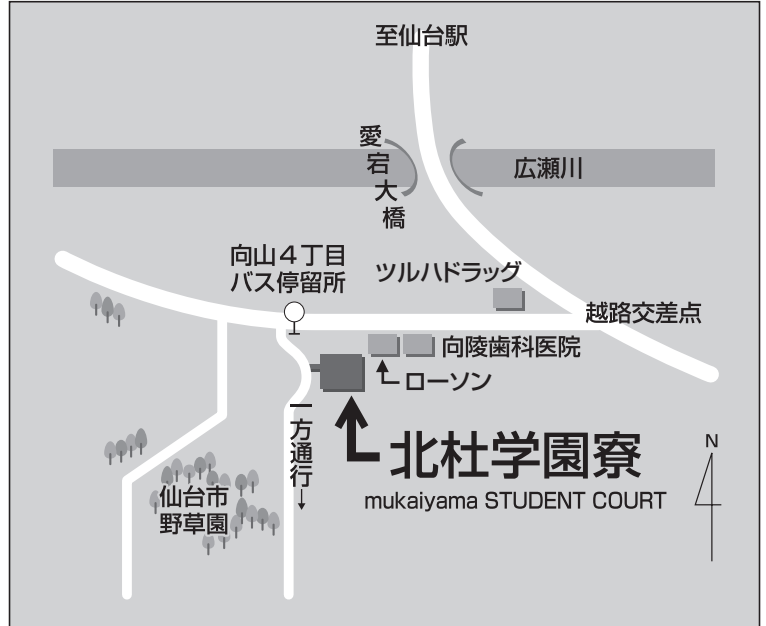 至仙台駅
愛宕大橋
広瀬川
向山4丁目
バス停留所
ツルハドラッグ
越路交差点
向陵歯科医院
ローソン
一方通行
北杜学園寮
mukaiyama STUDENT COURT
N
仙台市
野草園